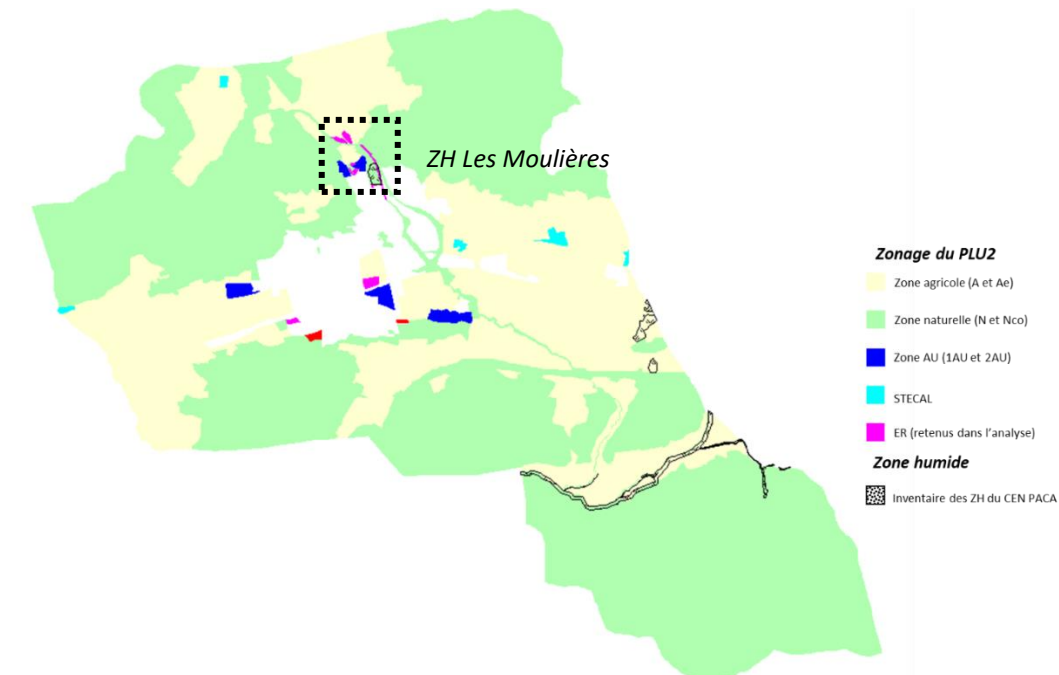 ZH Les Moulières
Zonage du PLU2
Zone agricole (A et Ae)
Zone naturelle (N et Nco)
Zone AU (1AU et 2AU)
STECAL
ER (retenus dans l'analyse)
Zone humide
Inventaire des ZH du CEN PACA